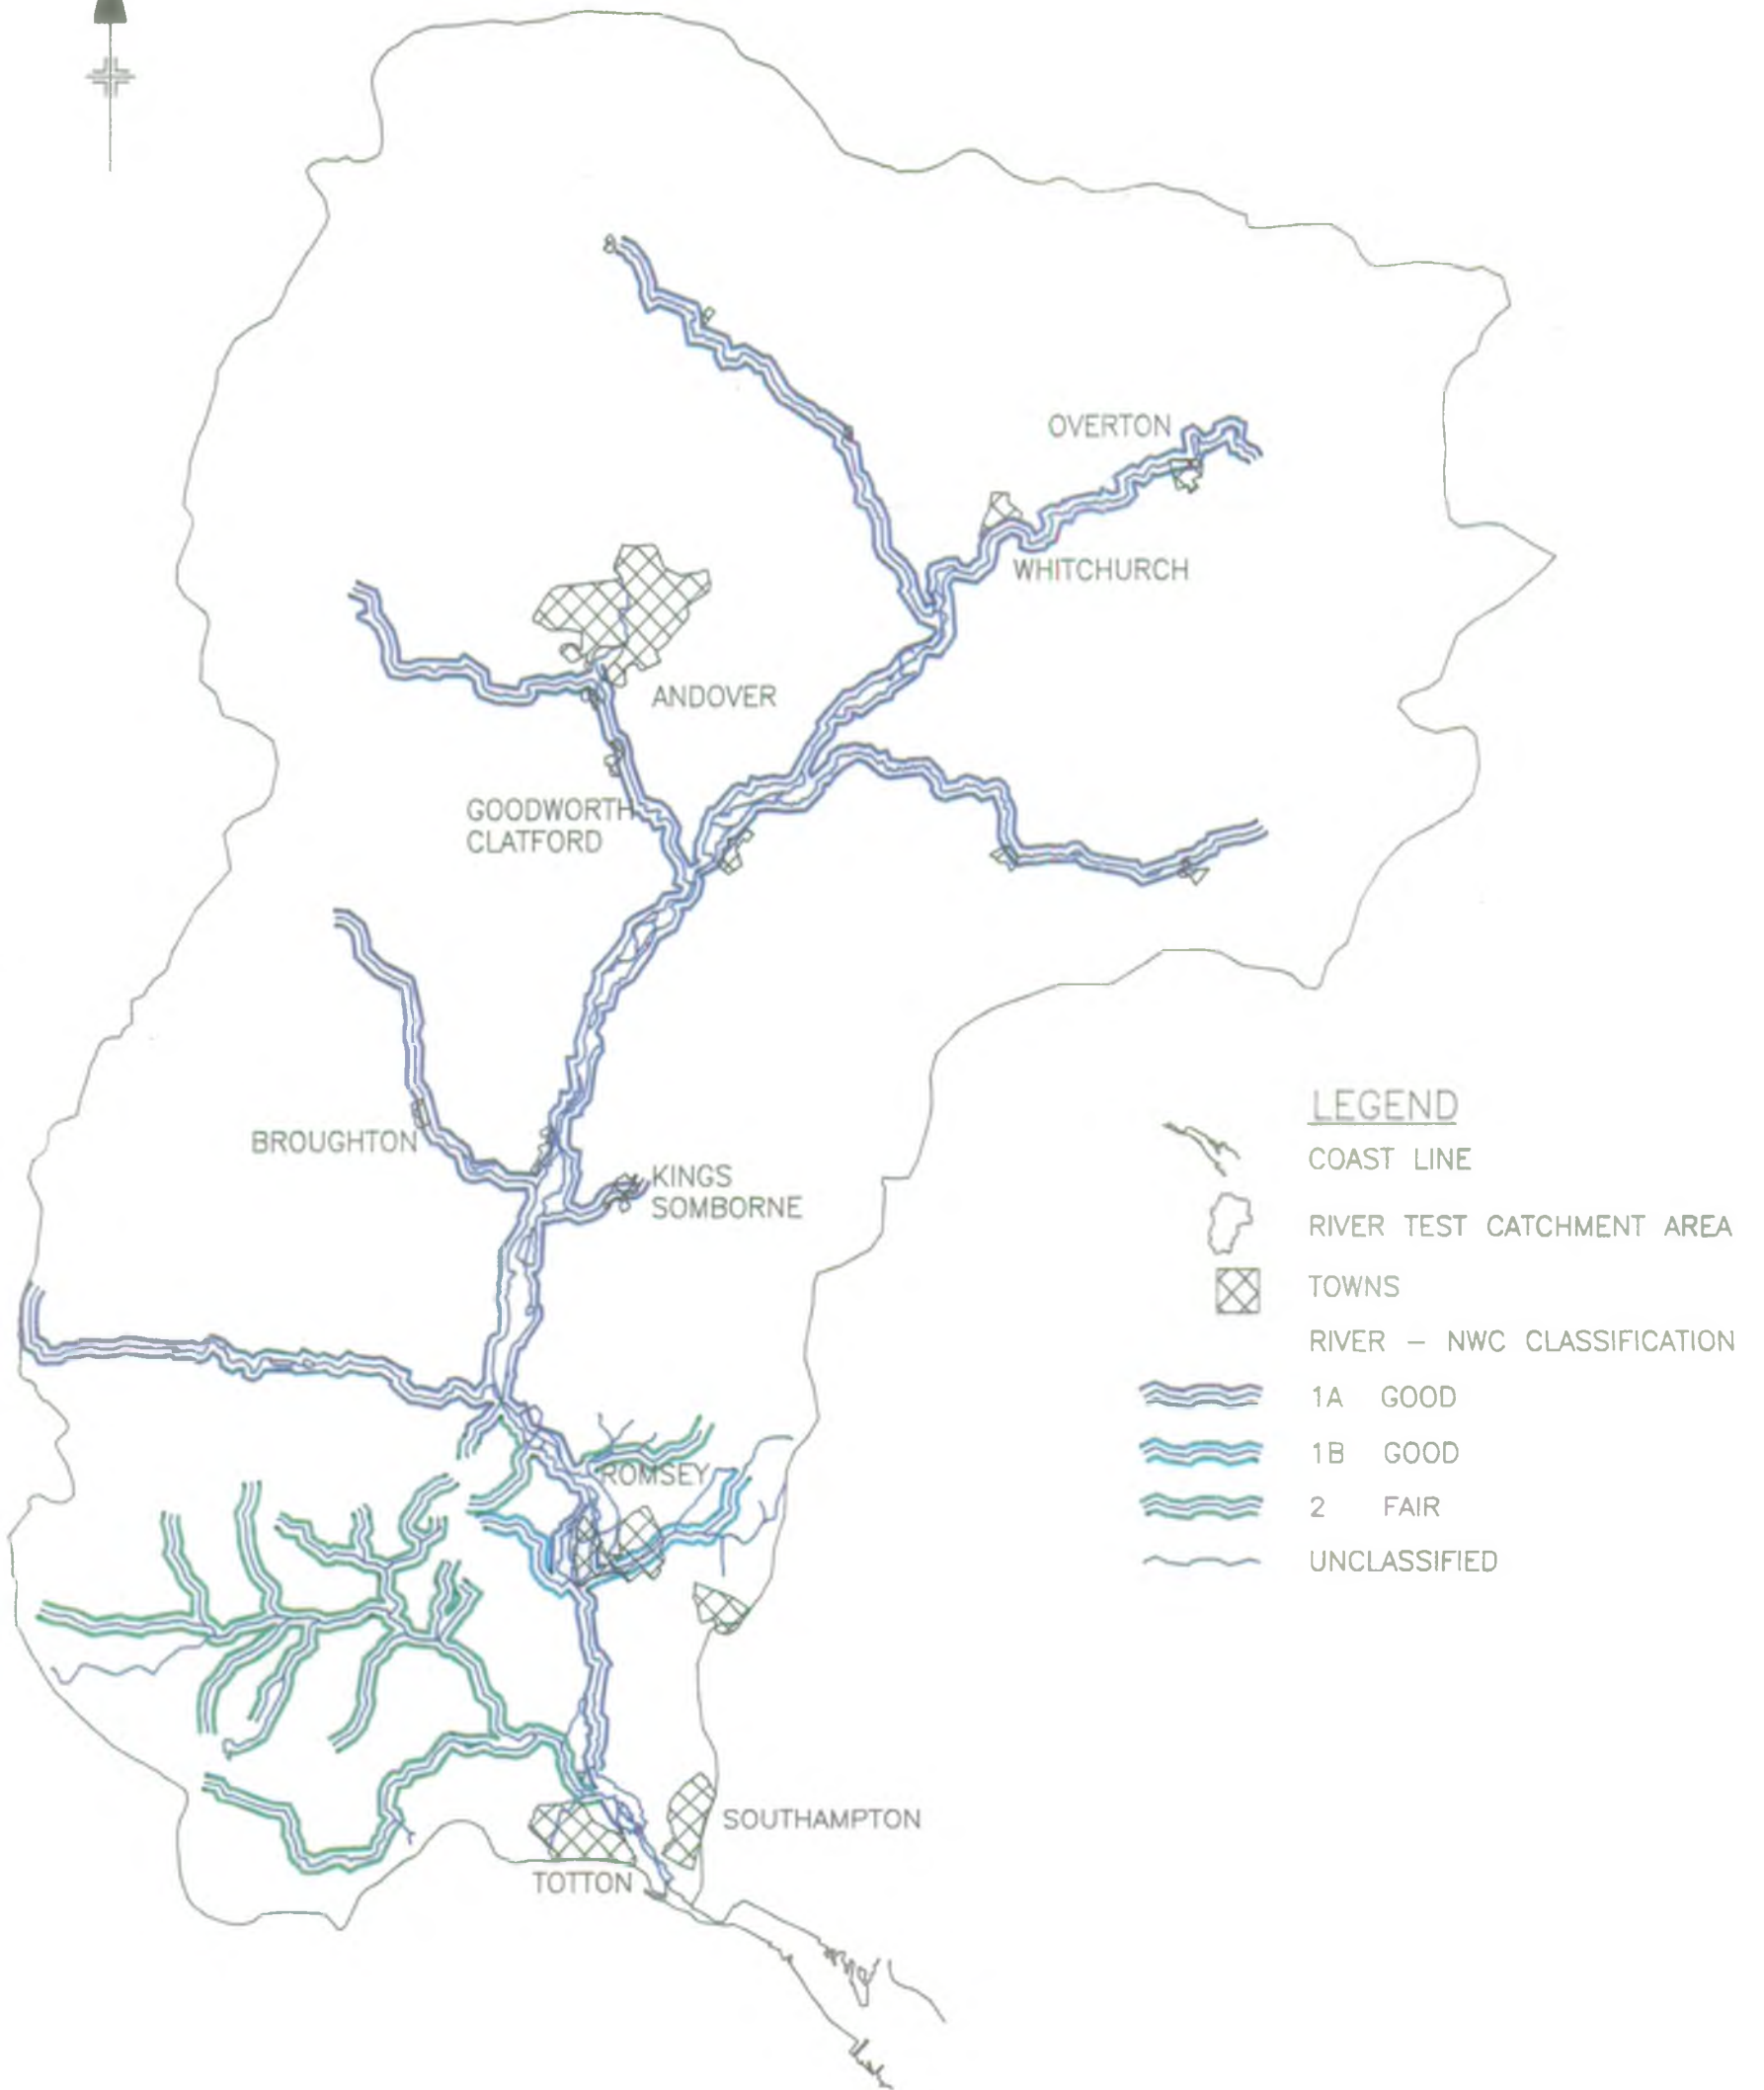 OVERTON
WHITCHURCH
ANDOVER
GOODWORTH
CLATFORD
BROUGHTON
KINGS
SOMBORNE
ROMSEY
SOUTHAMPTON
TOTTON
LEGEND
COAST LINE
RIVER TEST CATCHMENT AREA
TOWNS
RIVER – NWC CLASSIFICATION
1A GOOD
1B GOOD
2 FAIR
UNCLASSIFIED